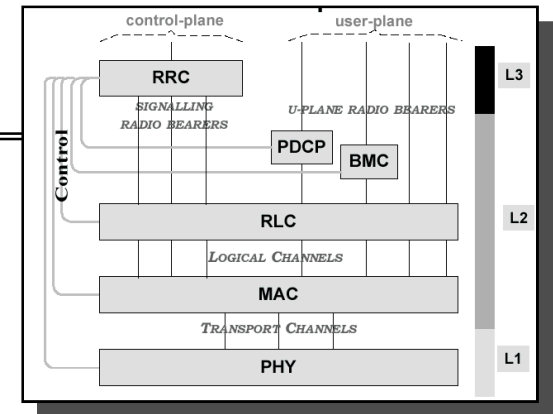 control-plane
user-plane
RRC
L3
SIGNALLING
RADIO BEARERS
U-PLANE RADIO BEARERS
Control
PDCP
BMC
RLC
L2
LOGICAL CHANNELS
MAC
TRANSPORT CHANNELS
PHY
L1